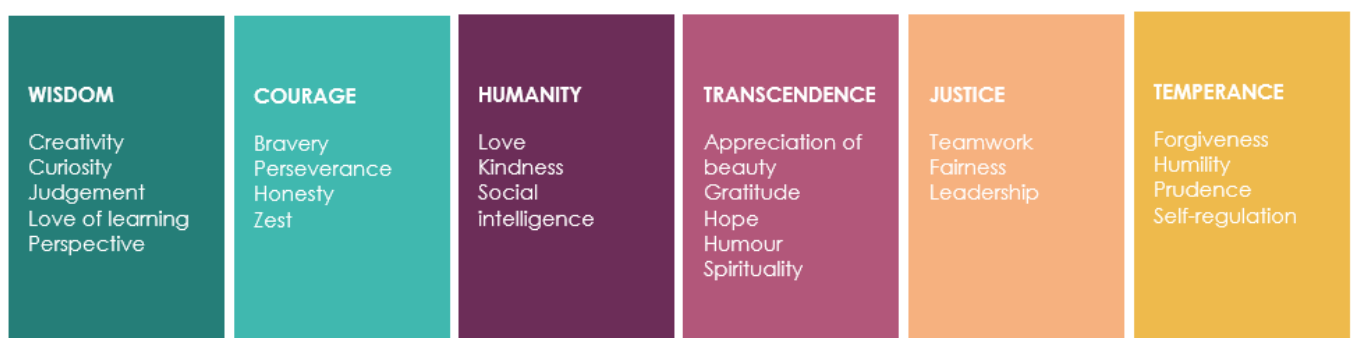 WISDOM
Creativity
Curiosity
Judgement
Love of learning
Perspective
COURAGE
Bravery
Perseverance
Honesty
Zest
HUMANITY
Love
Kindness
Social
intelligence
TRANSCENDENCE
Appreciation of
beauty
Gratitude
Hope
Humour
Spirituality
JUSTICE
Teamwork
Fairness
Leadership
TEMPERANCE
Forgiveness
Humility
Prudence
Self-regulation